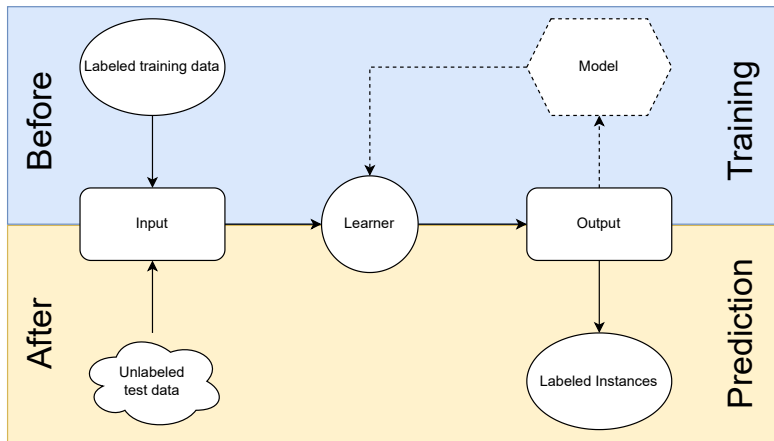 Before
Labeled training data
Model
Training
Input
Learner
Output
After
Unlabeled
test data
Labeled Instances
Prediction